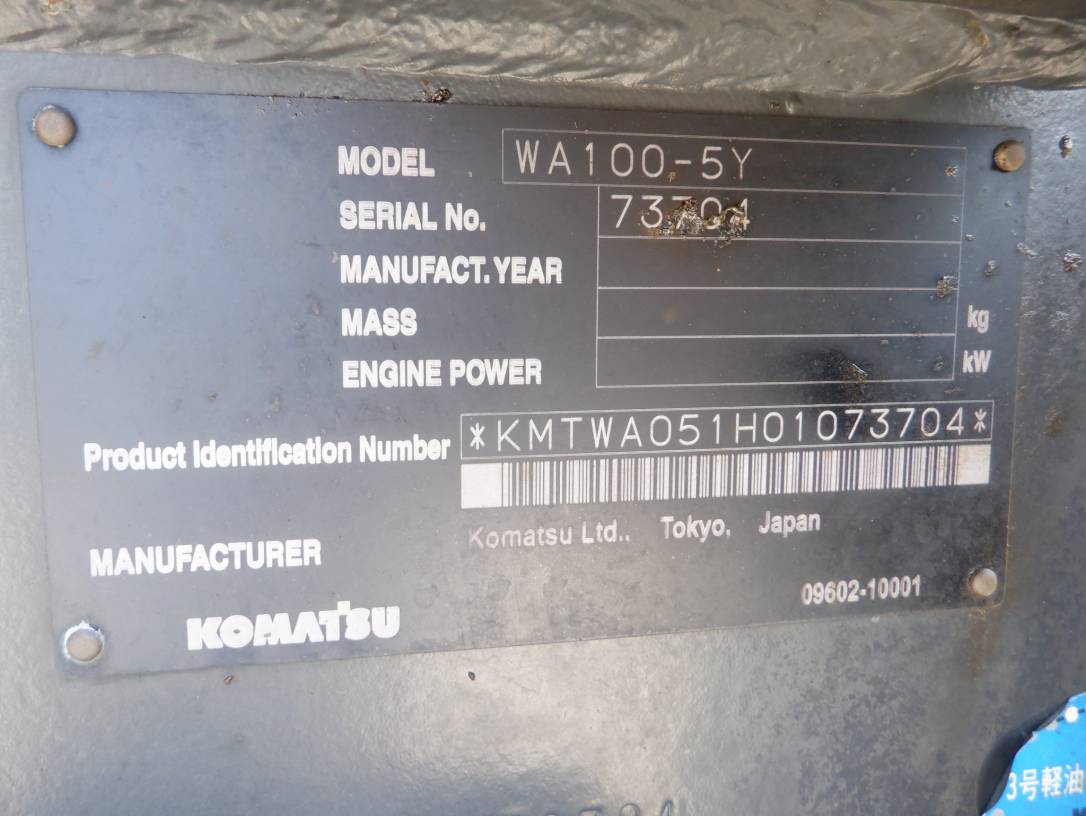 MODEL WA100-5Y
SERIAL No. 73704
MANUFACT. YEAR
MASS kg
ENGINE POWER kW
Product Identification Number *KMTWA051H01073704*
MANUFACTURER Komatsu Ltd., Tokyo, Japan
KOMATSU 09602-10001
3号軽油